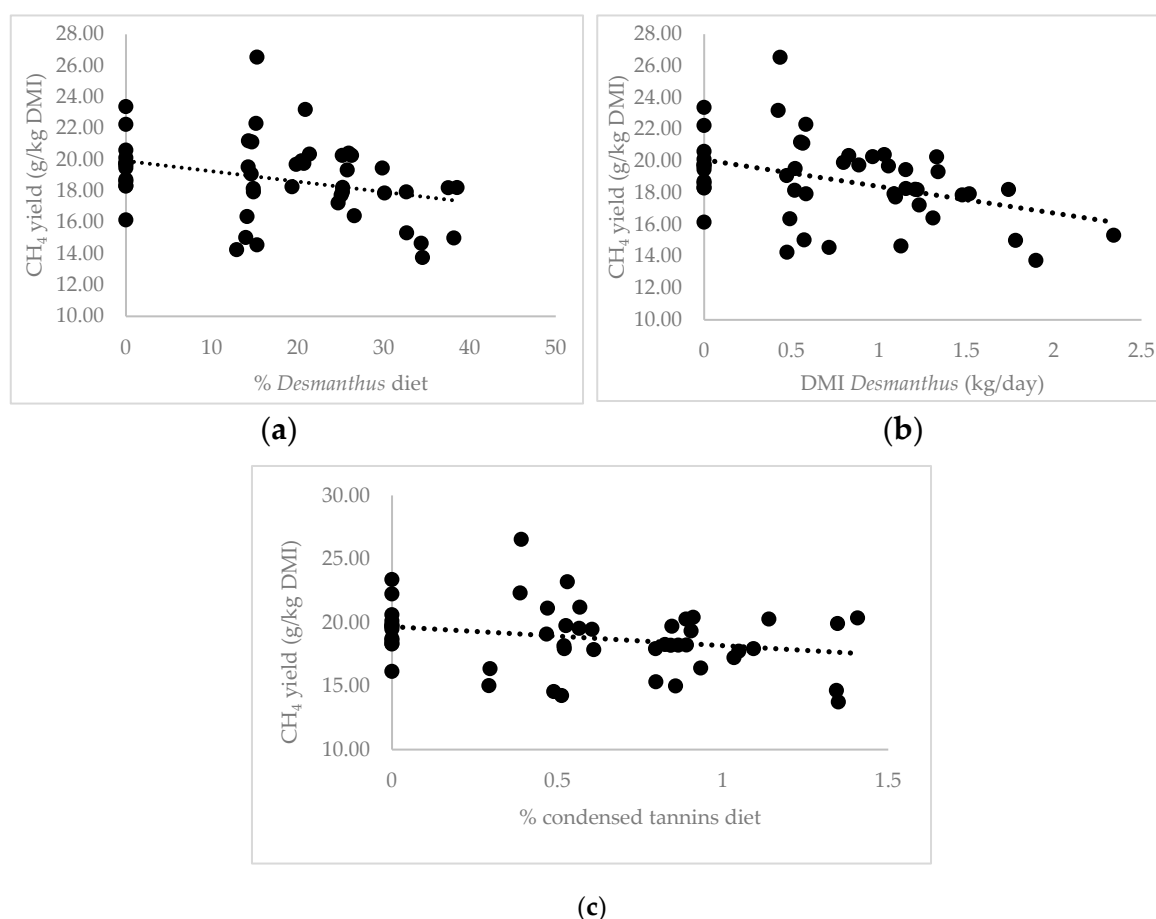 28.00
26.00
24.00
22.00
20.00
18.00
16.00
14.00
12.00
10.00
CH₄ yield (g/kg DMI)
0 10 20 30 40 50
% Desmanthus diet
(a)
28.00
26.00
24.00
22.00
20.00
18.00
16.00
14.00
12.00
10.00
CH₄ yield (g/kg DMI)
0 0.5 1 1.5 2 2.5
DMI Desmanthus (kg/day)
(b)
30.00
25.00
20.00
15.00
10.00
CH₄ yield (g/kg DMI)
0 0.5 1 1.5
% condensed tannins diet
(c)